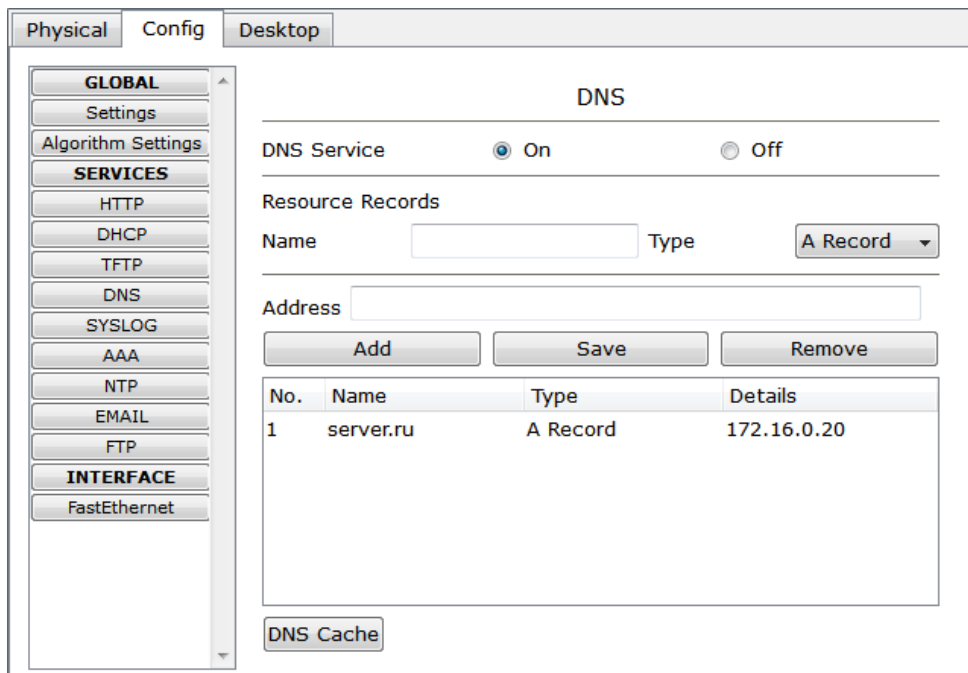 Physical Config Desktop
GLOBAL
Settings
Algorithm Settings
SERVICES
HTTP
DHCP
TFTP
DNS
SYSLOG
AAA
NTP
EMAIL
FTP
INTERFACE
FastEthernet
DNS
DNS Service On Off
Resource Records
Name Type A Record
Address
Add Save Remove
No. Name Type Details
1 server.ru A Record 172.16.0.20
DNS Cache